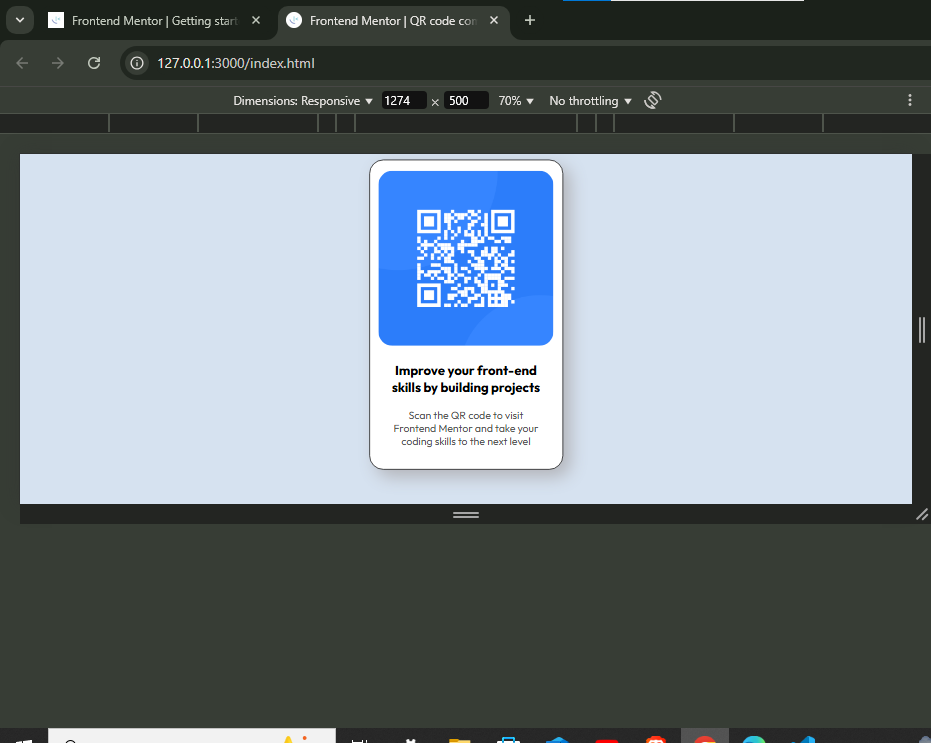 Frontend Mentor | Getting start
Frontend Mentor | QR code con
127.0.0.1:3000/index.html
Dimensions: Responsive 1274 × 500 70% No throttling
Improve your front-end
skills by building projects
Scan the QR code to visit
Frontend Mentor and take your
coding skills to the next level